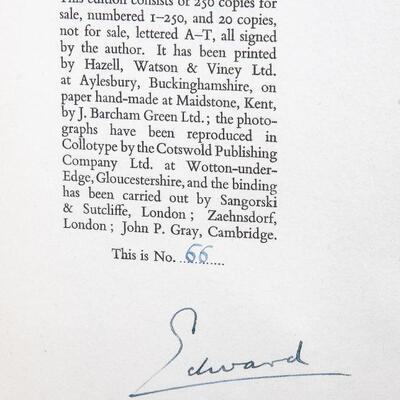 This edition consists of 250 copies for
sale, numbered 1–250, and 20 copies,
not for sale, lettered A–T, all signed
by the author. It has been printed
by Hazell, Watson & Viney Ltd.
at Aylesbury, Buckinghamshire, on
paper hand-made at Maidstone, Kent,
by J. Barcham Green Ltd.; the photo-
graphs have been reproduced in
Collotype by the Cotswold Publishing
Company Ltd. at Wotton-under-
Edge, Gloucestershire, and the binding
has been carried out by Sangorski
& Sutcliffe, London; Zaehnsdorf,
London; John P. Gray, Cambridge.
This is No. 66
Edward